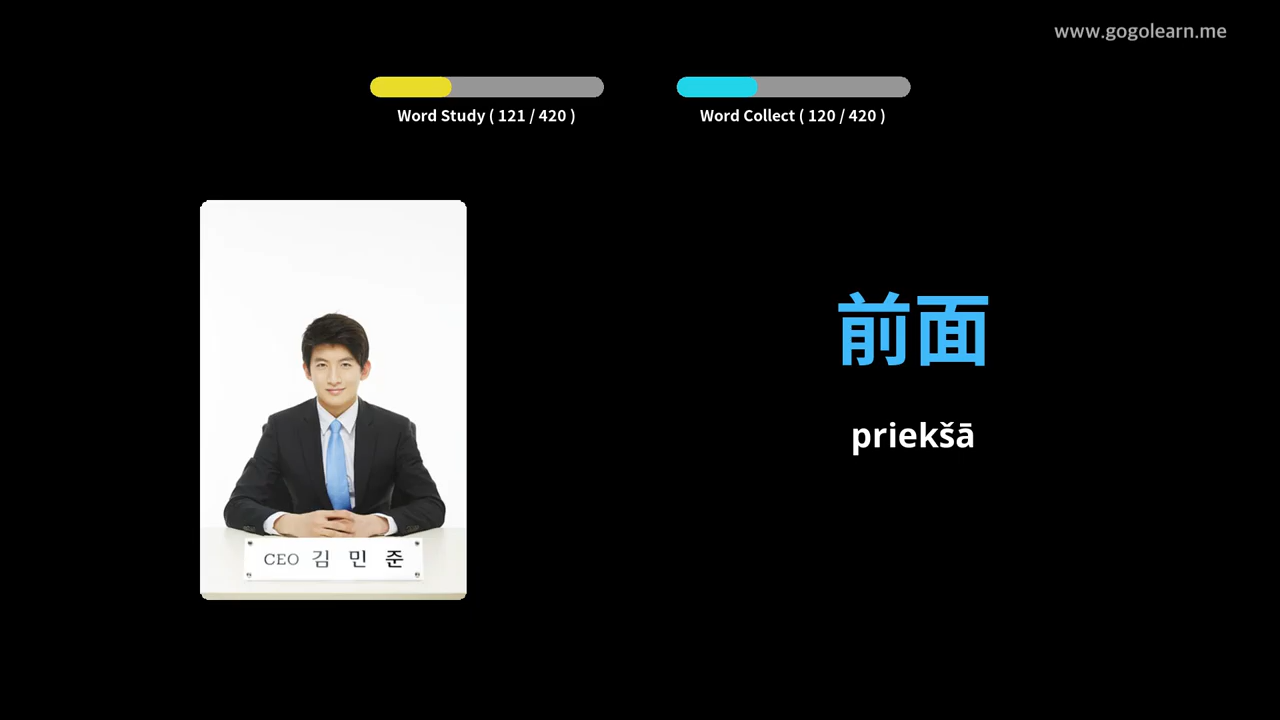 www.gogolearn.me
Word Study ( 121 / 420 )
Word Collect ( 120 / 420 )
前面
priekšā
CEO 김 민 준